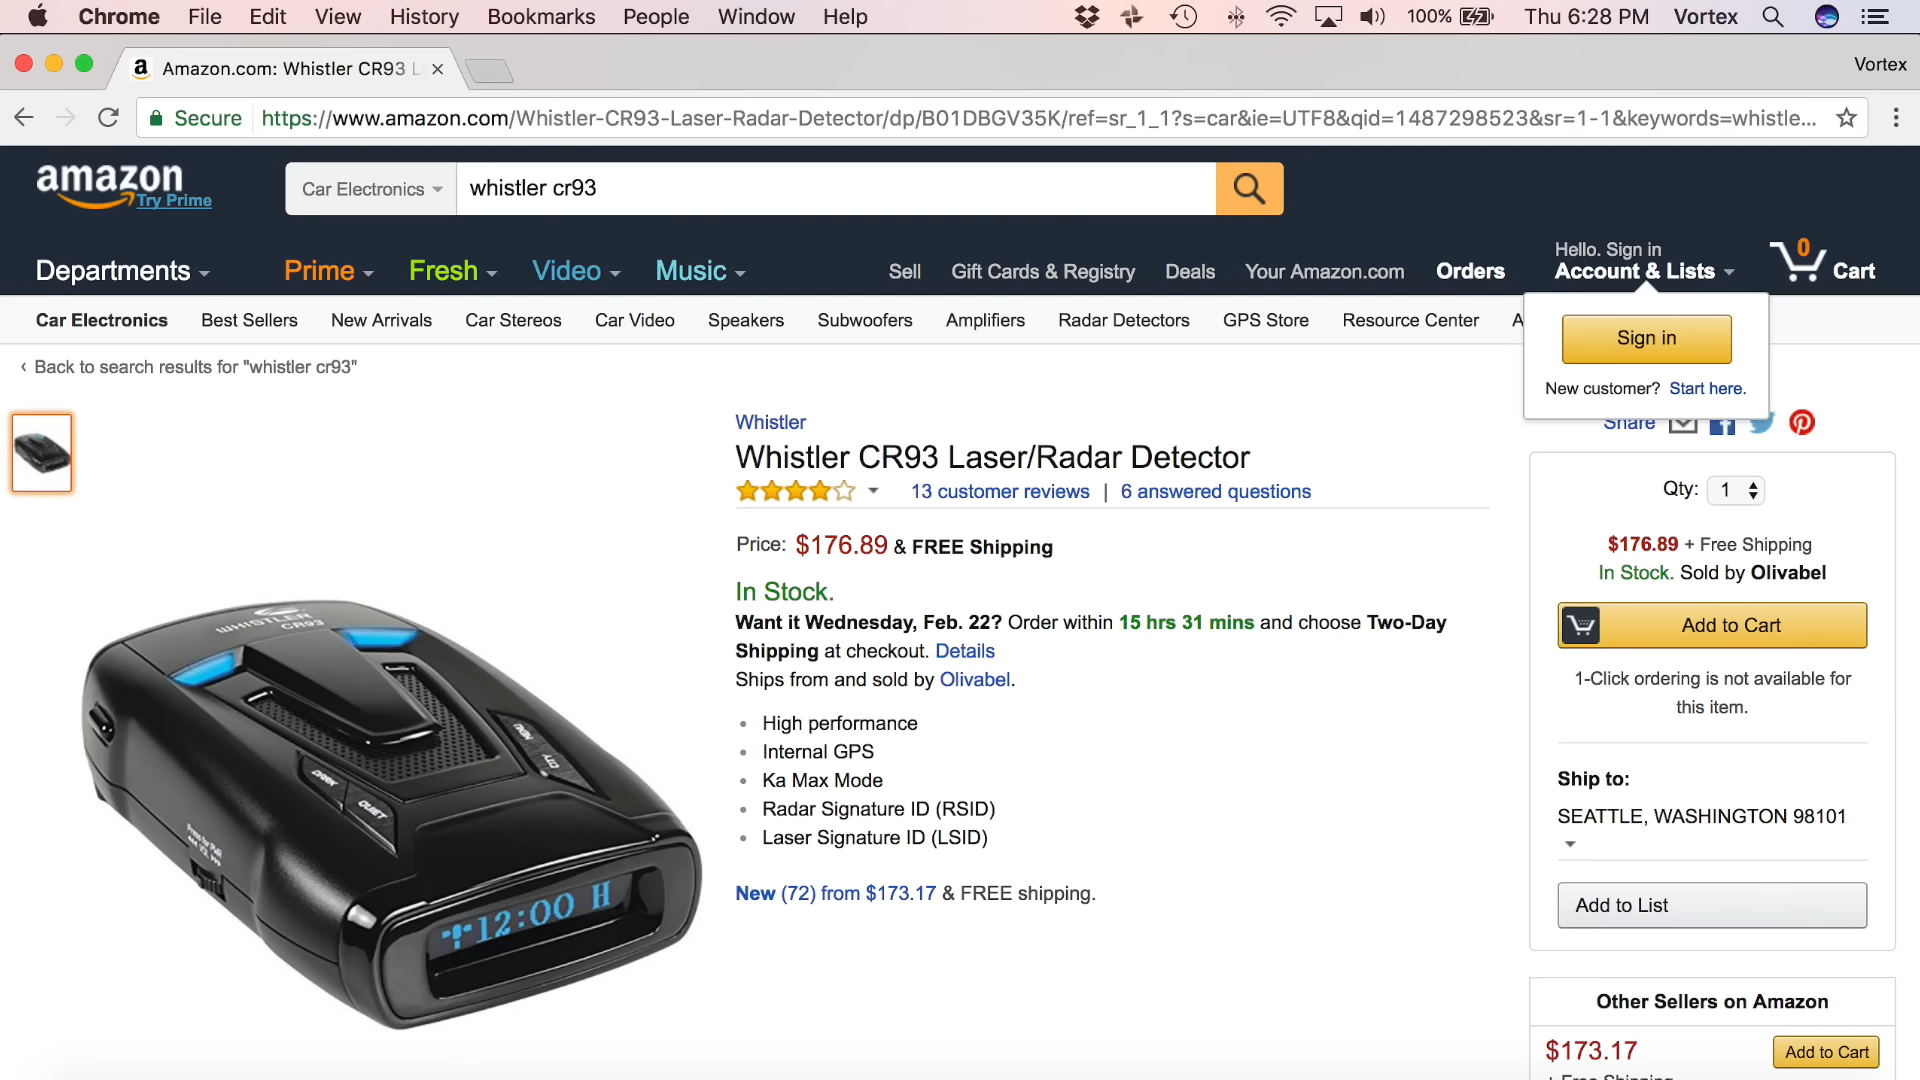 Chrome File Edit View History Bookmarks People Window Help 100% Thu 6:28 PM Vortex
Amazon.com: Whistler CR93 L Vortex
Secure https://www.amazon.com/Whistler-CR93-Laser-Radar-Detector/dp/B01DBGV35K/ref=sr_1_1?s=car&ie=UTF8&qid=1487298523&sr=1-1&keywords=whistle...
amazon
Try Prime
Car Electronics whistler cr93
Departments Prime Fresh Video Music Sell Gift Cards & Registry Deals Your Amazon.com Orders
Hello. Sign in
Account & Lists
0 Cart
Car Electronics Best Sellers New Arrivals Car Stereos Car Video Speakers Subwoofers Amplifiers Radar Detectors GPS Store Resource Center A
Sign in
New customer? Start here.
‹ Back to search results for "whistler cr93"
Share
Whistler
Whistler CR93 Laser/Radar Detector
13 customer reviews | 6 answered questions
Price: $176.89 & FREE Shipping
In Stock.
Want it Wednesday, Feb. 22? Order within 15 hrs 31 mins and choose Two-Day
Shipping at checkout. Details
Ships from and sold by Olivabel.
• High performance
• Internal GPS
• Ka Max Mode
• Radar Signature ID (RSID)
• Laser Signature ID (LSID)
New (72) from $173.17 & FREE shipping.
WHISTLER
CR93
MENU
CITY
DARK
QUIET
Press for PWR
VOL
12:00 H
Qty: 1
$176.89 + Free Shipping
In Stock. Sold by Olivabel
Add to Cart
1-Click ordering is not available for
this item.
Ship to:
SEATTLE, WASHINGTON 98101
Add to List
Other Sellers on Amazon
$173.17 Add to Cart
+ Free Shipping